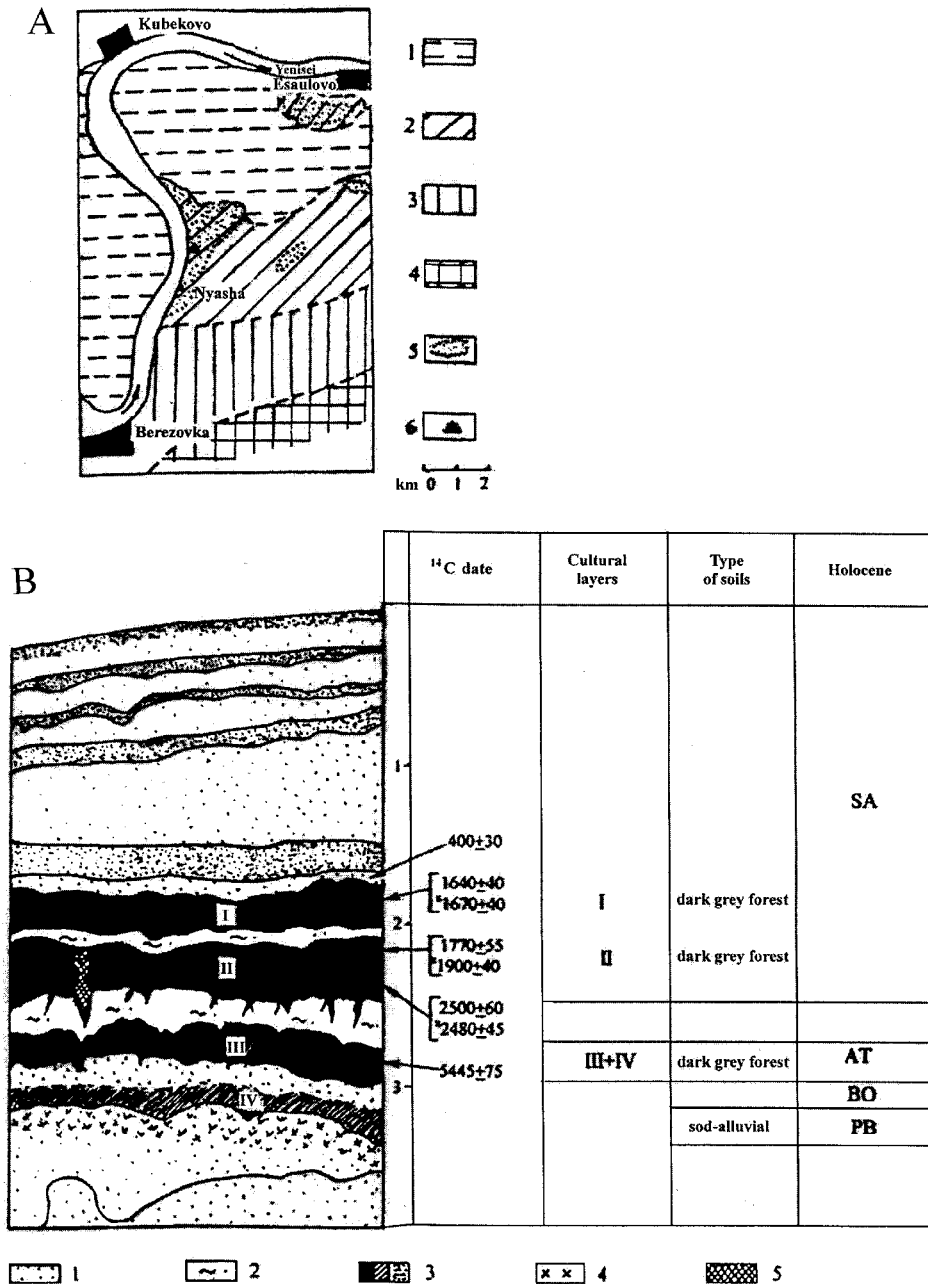 A
Kubekovo
Yenisei
Esaulovo
Nyasha
Berezovka
1
2
3
4
5
6
km 0 1 2
B
¹⁴C date
Cultural layers
Type of soils
Holocene
1
SA
400±30
1640±40
*1670±40
I
I
dark grey forest
2
1770±55
*1900±40
II
II
dark grey forest
2500±60
*2480±45
III
5445±75
III+IV
dark grey forest
AT
3
BO
IV
sod-alluvial
PB
1
2
3
4
5